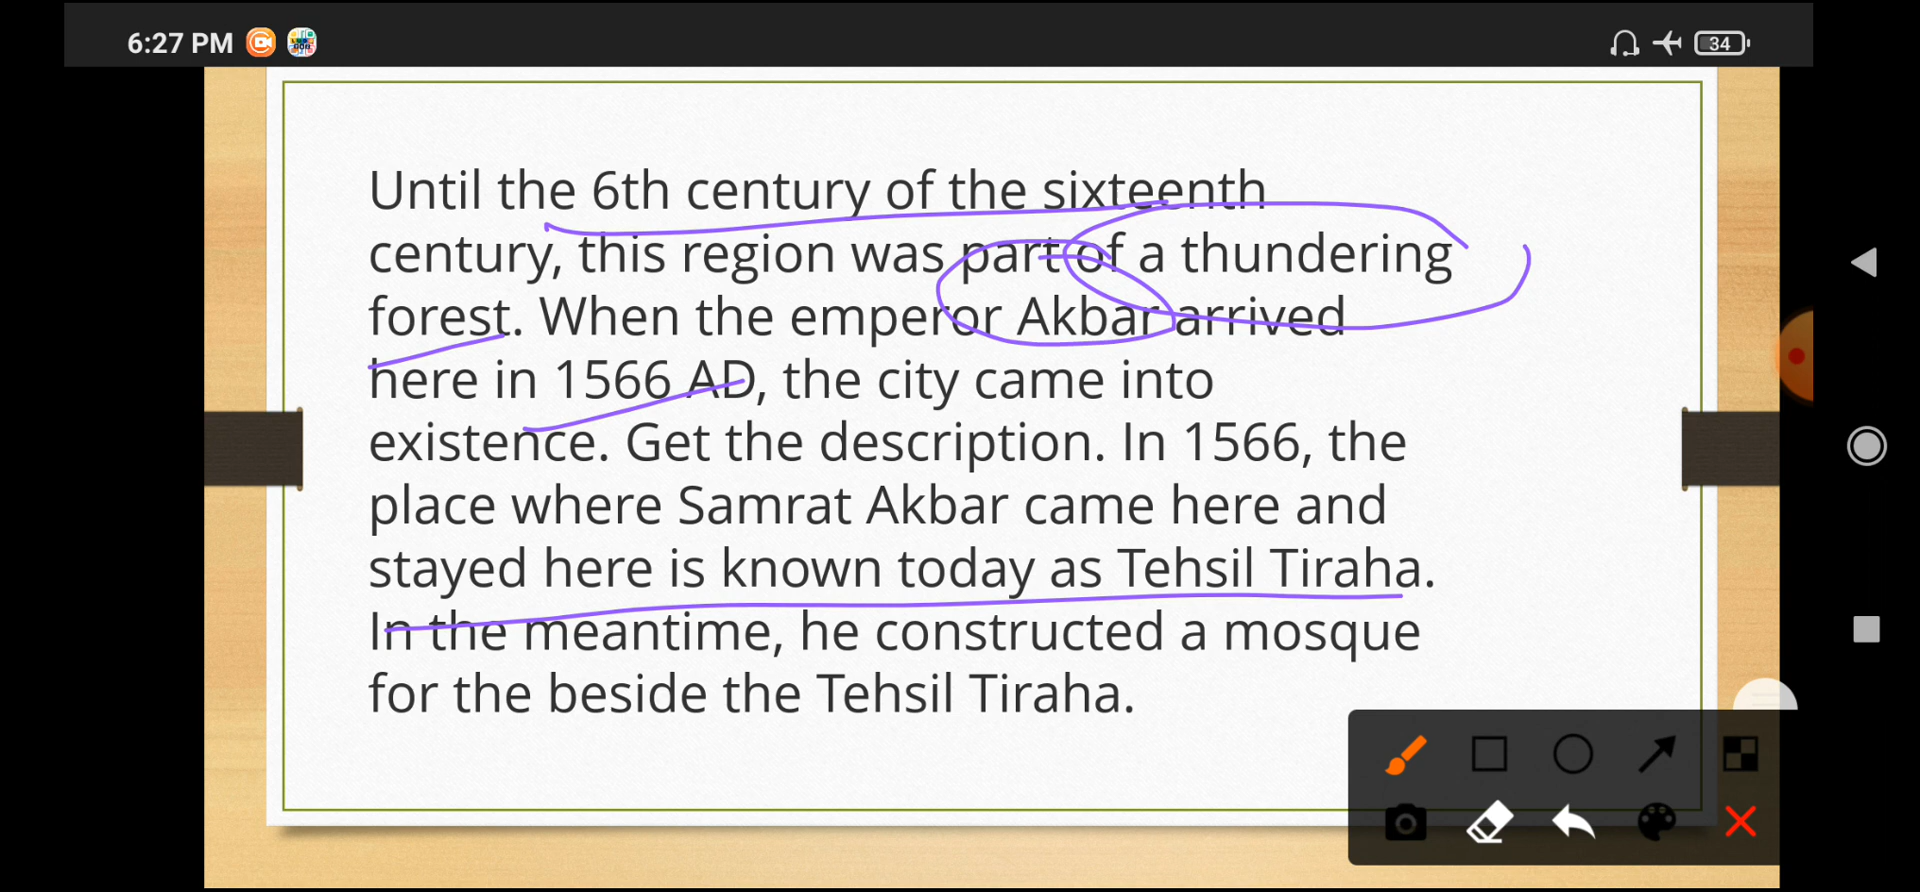 6:27 PM
34
Until the 6th century of the sixteenth
century, this region was part of a thundering
forest. When the emperor Akbar arrived
here in 1566 AD, the city came into
existence. Get the description. In 1566, the
place where Samrat Akbar came here and
stayed here is known today as Tehsil Tiraha.
In the meantime, he constructed a mosque
for the beside the Tehsil Tiraha.